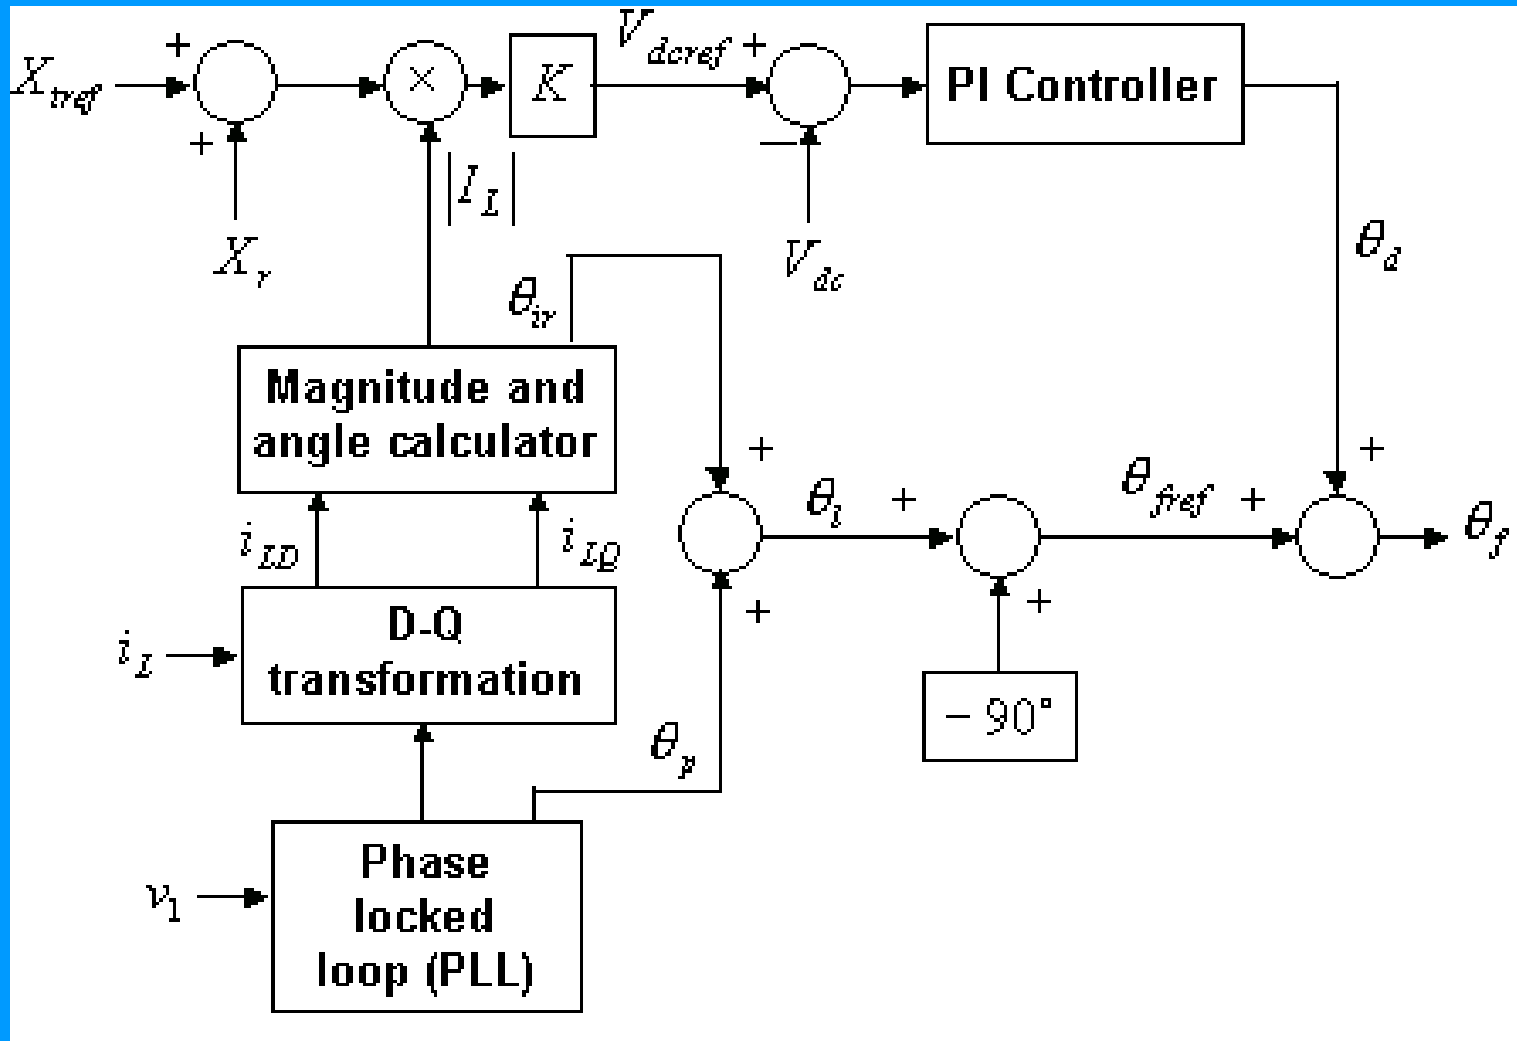 +
V_dcref +
X_tref
×
K
PI Controller
+
−
|I_L|
X_r
V_dc
θ_d
θ_ir
Magnitude and
angle calculator
+
+
θ_l +
θ_fref +
θ_f
i_LD
i_LQ
+
+
i_L
D-Q
transformation
− 90°
θ_p
v_1
Phase
locked
loop (PLL)